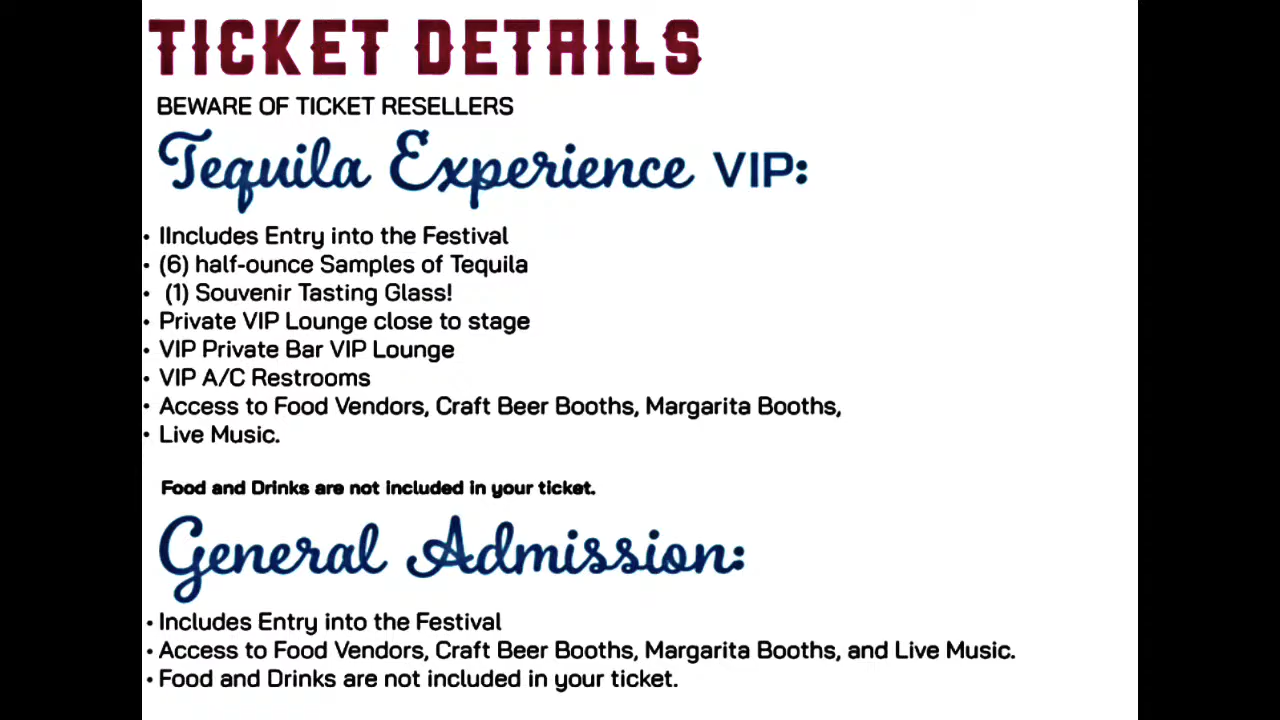 TICKET DETAILS
BEWARE OF TICKET RESELLERS
Tequila Experience VIP:
• IIncludes Entry into the Festival
• (6) half-ounce Samples of Tequila
• (1) Souvenir Tasting Glass!
• Private VIP Lounge close to stage
• VIP Private Bar VIP Lounge
• VIP A/C Restrooms
• Access to Food Vendors, Craft Beer Booths, Margarita Booths,
• Live Music.
Food and Drinks are not included in your ticket.
General Admission:
• Includes Entry into the Festival
• Access to Food Vendors, Craft Beer Booths, Margarita Booths, and Live Music.
• Food and Drinks are not included in your ticket.